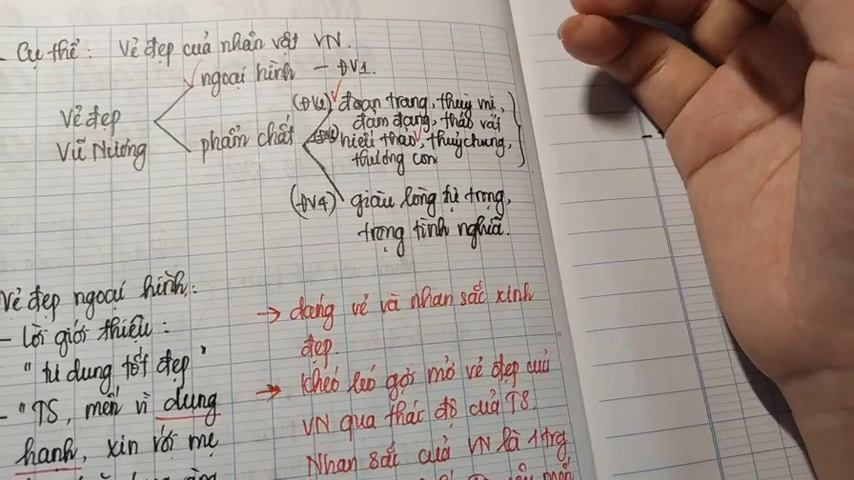 - Cụ thể: Vẻ đẹp của nhân vật VN.
ngoại hình - ĐV1.
Vẻ đẹp
Vũ Nương
phẩm chất
đoan trang, thuỳ mị,
đảm đang, tháo vát
hiếu thảo, thuỷ chung,
thương con
(ĐV4) giàu lòng tự trọng,
trọng tình nghĩa.
Vẻ đẹp ngoại hình:
- Lời giới thiệu:
"tư dung tốt đẹp"
- "TS, mến vì dung
hạnh, xin với mẹ
→ dáng vẻ và nhan sắc xinh
đẹp.
→ khéo léo gợi mở vẻ đẹp của
VN qua thái độ của TS.
Nhan sắc của VN là 1 trg